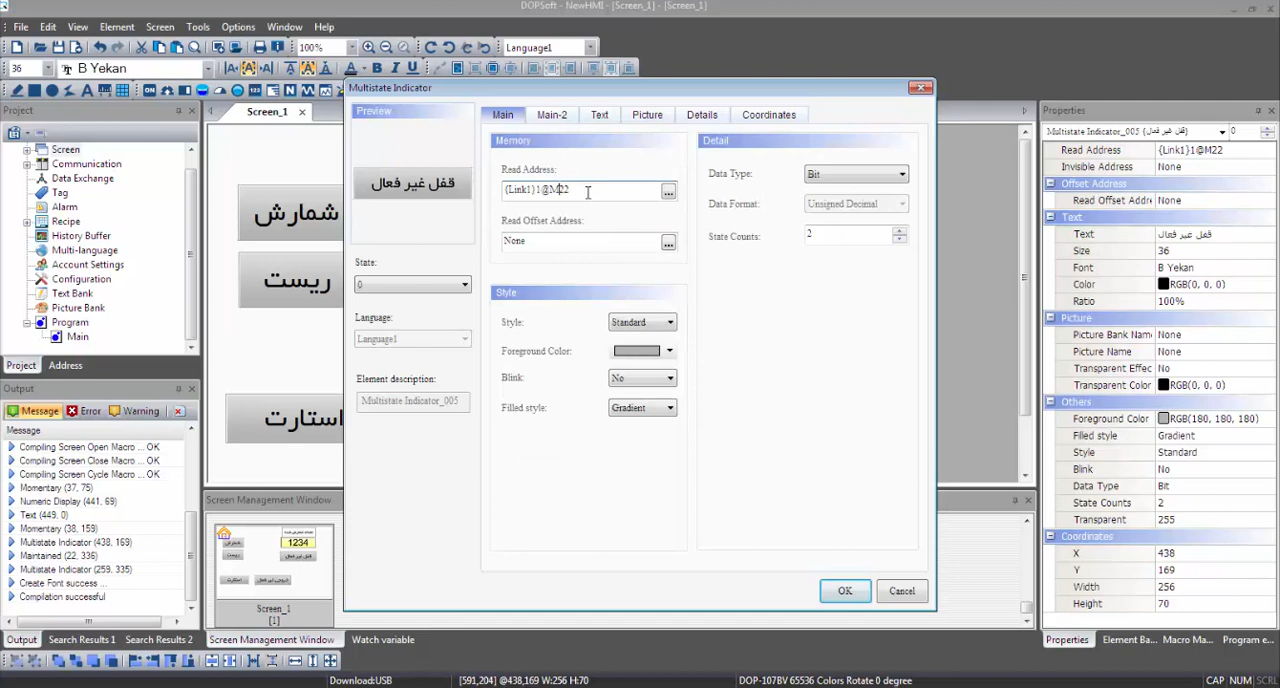 DOPSoft - NewHMI - [Screen_1] - [Screen_1]
File Edit View Element Screen Tools Options Window Help
100% Language1
36 B Yekan
Project
Screen
Communication
Data Exchange
Tag
Alarm
Recipe
History Buffer
Multi-language
Account Settings
Configuration
Text Bank
Picture Bank
Program
Main
Project Address
Output
Message Error Warning
Message
Compiling Screen Open Macro ... OK
Compiling Screen Close Macro ... OK
Compiling Screen Cycle Macro ... OK
Momentary (37, 75)
Numeric Display (441, 69)
Text (449, 0)
Momentary (38, 159)
Multistate Indicator (438, 169)
Maintained (22, 336)
Multistate Indicator (259, 335)
Create Font success ...
Compilation successful
Output Search Results 1 Search Results 2
Screen_1
شمارش
ریست
استارت
Screen Management Window
شمارش
1234
ریست
قفل غیر فعال
استارت
Screen_1
[1]
Screen Management Window Watch variable
Multistate Indicator
Preview
قفل غیر فعال
State:
0
Language:
Language1
Element description:
Multistate Indicator_005
Main Main-2 Text Picture Details Coordinates
Memory
Read Address:
{Link1}1@M22 ...
Read Offset Address:
None ...
Style
Style: Standard
Foreground Color:
Blink: No
Filled style: Gradient
Detail
Data Type: Bit
Data Format: Unsigned Decimal
State Counts: 2
OK Cancel
Properties
Multistate Indicator_005 {قفل غیر فعال} 0
Read Address {Link1}1@M22
Invisible Address None
Offset Address
Read Offset Addr None
Text
Text قفل غیر فعال
Size 36
Font B Yekan
Color RGB(0, 0, 0)
Ratio 100%
Picture
Picture Bank Nam None
Picture Name None
Transparent Effec No
Transparent Color RGB(0, 0, 0)
Others
Foreground Color RGB(180, 180, 180)
Filled style Gradient
Style Standard
Blink No
Data Type Bit
State Counts 2
Transparent 255
Coordinates
X 438
Y 169
Width 256
Height 70
Properties Element Ba... Macro Ma... Program e...
Download:USB [591,204] @438,169 W:256 H:70 DOP-107BV 65536 Colors Rotate 0 degree CAP NUM SCRL